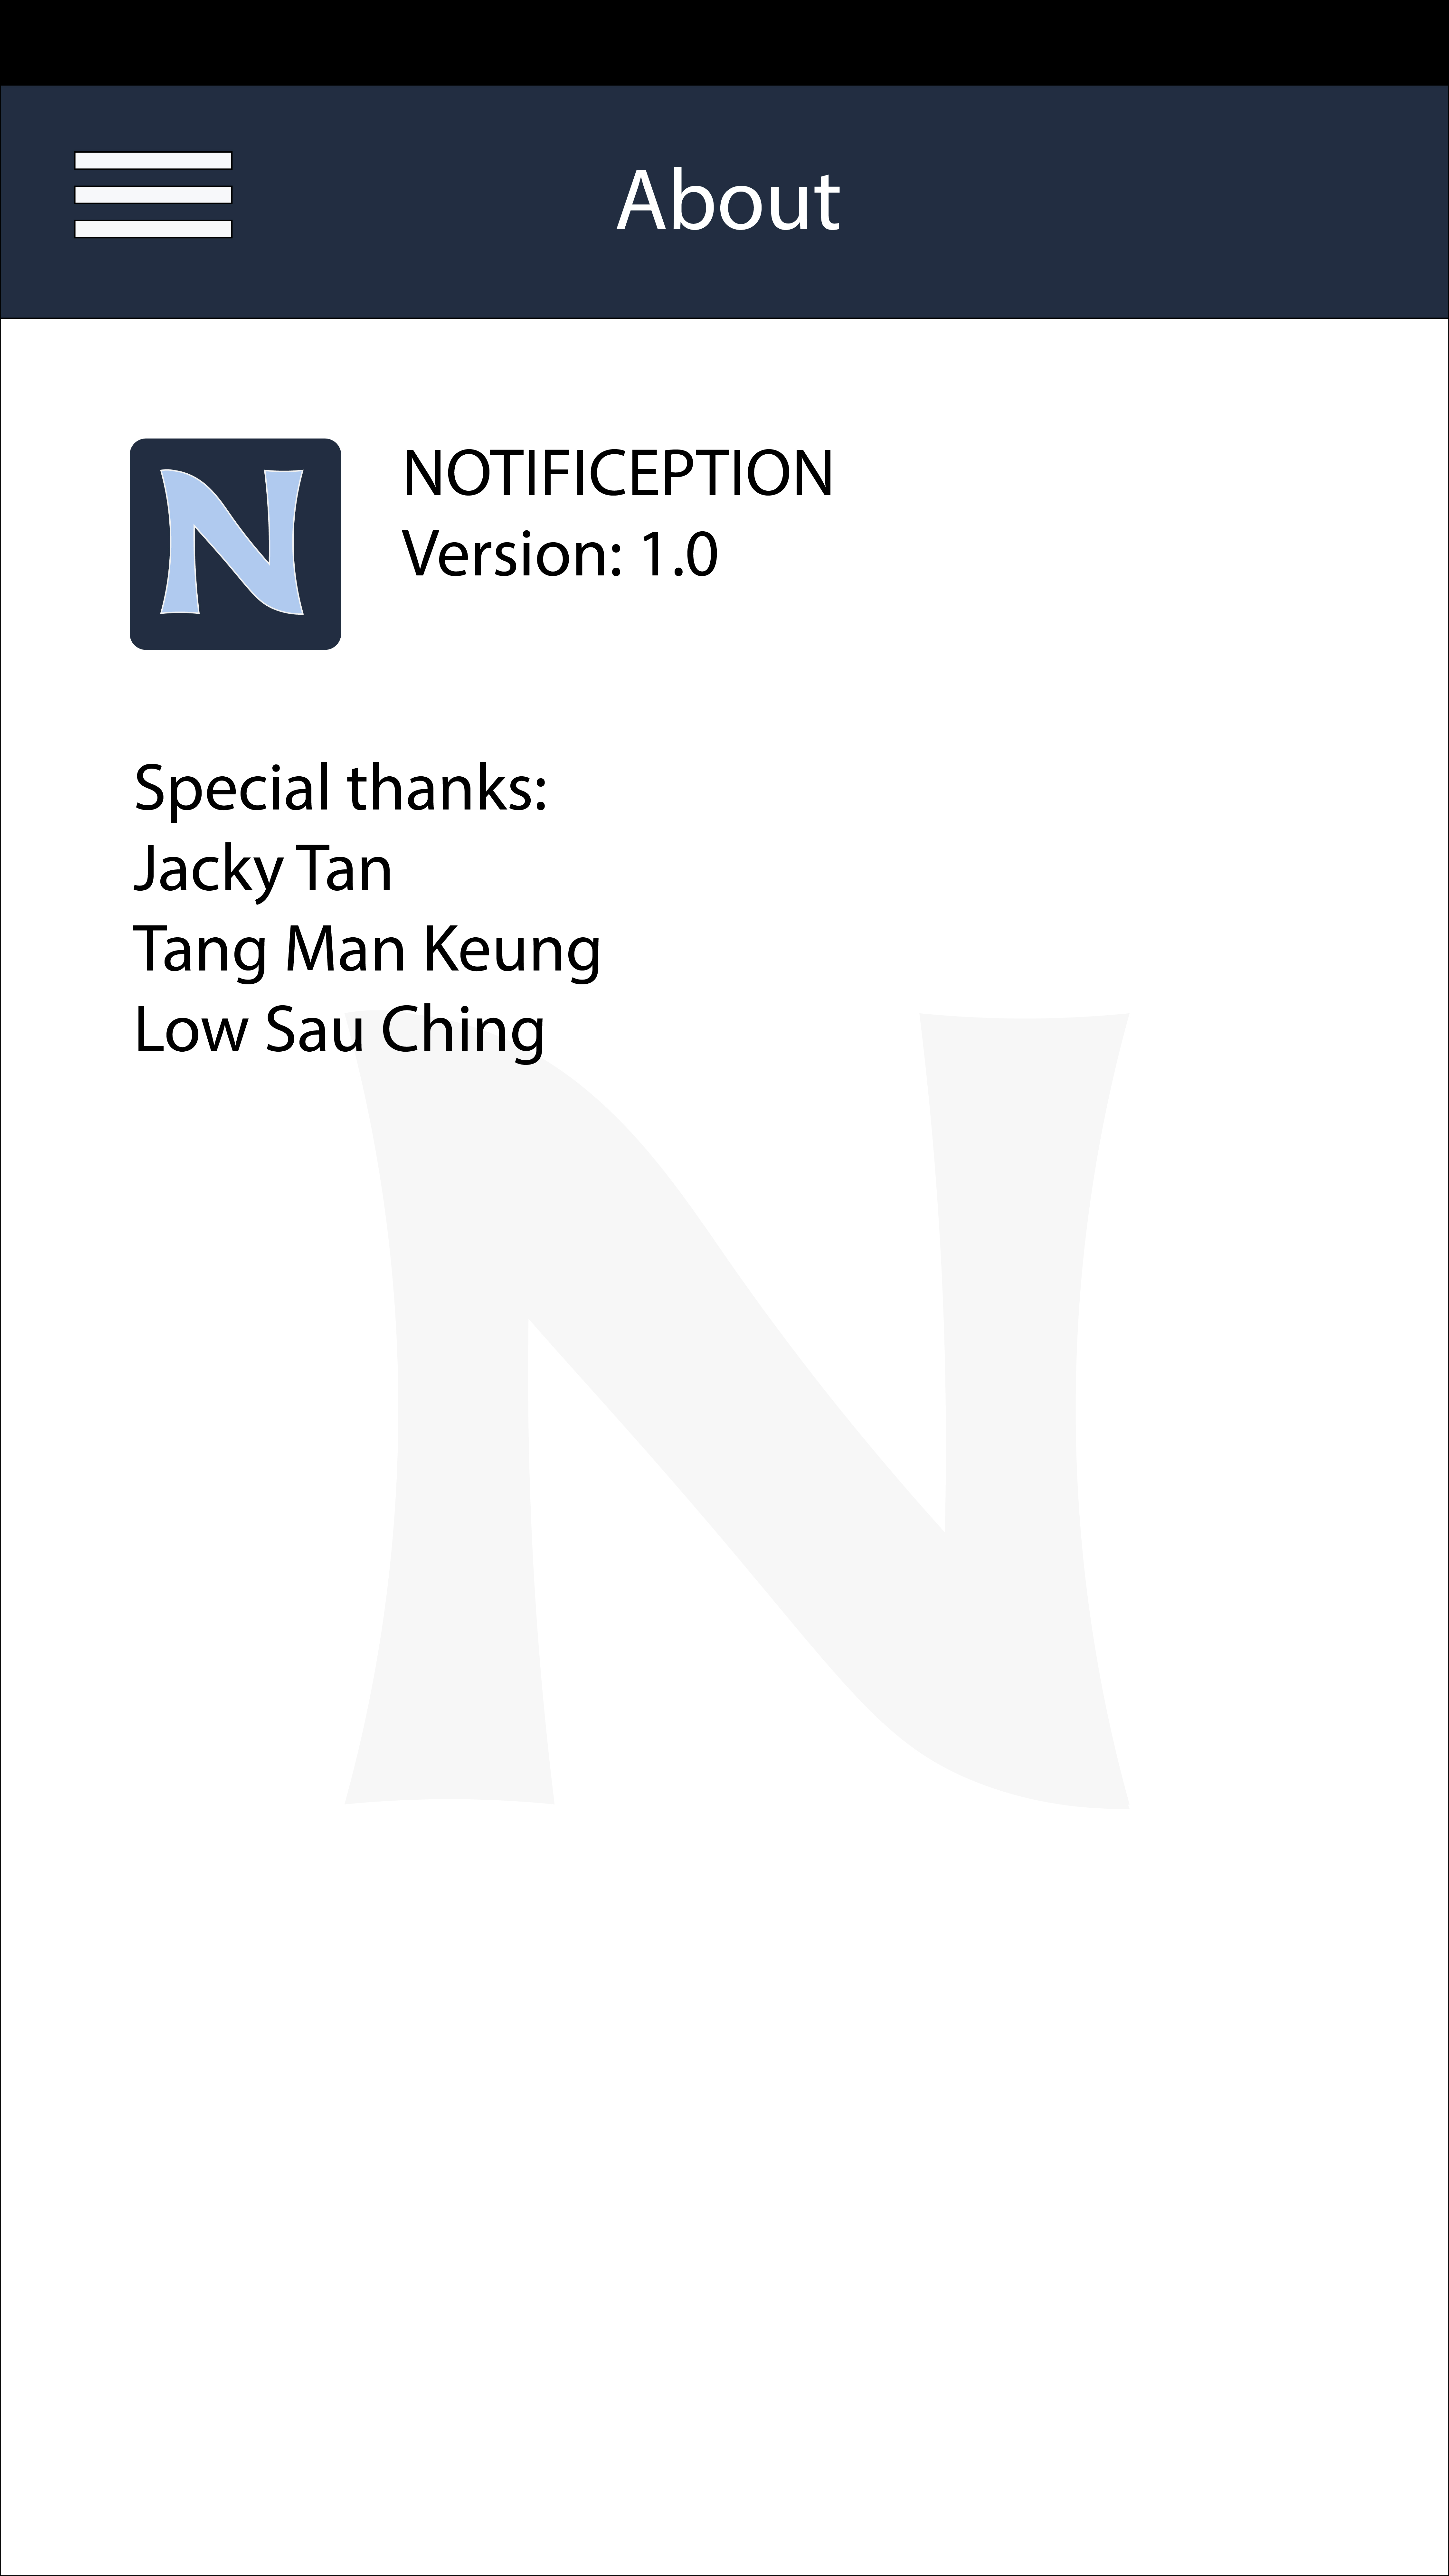 About
N
NOTIFICEPTION
Version: 1.0
Special thanks:
Jacky Tan
Tang Man Keung
Low Sau Ching
N